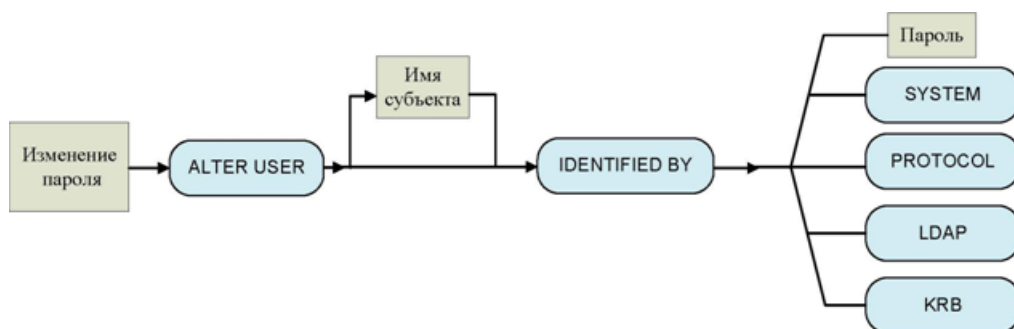 Изменение
пароля
ALTER USER
Имя
субъекта
IDENTIFIED BY
Пароль
SYSTEM
PROTOCOL
LDAP
KRB